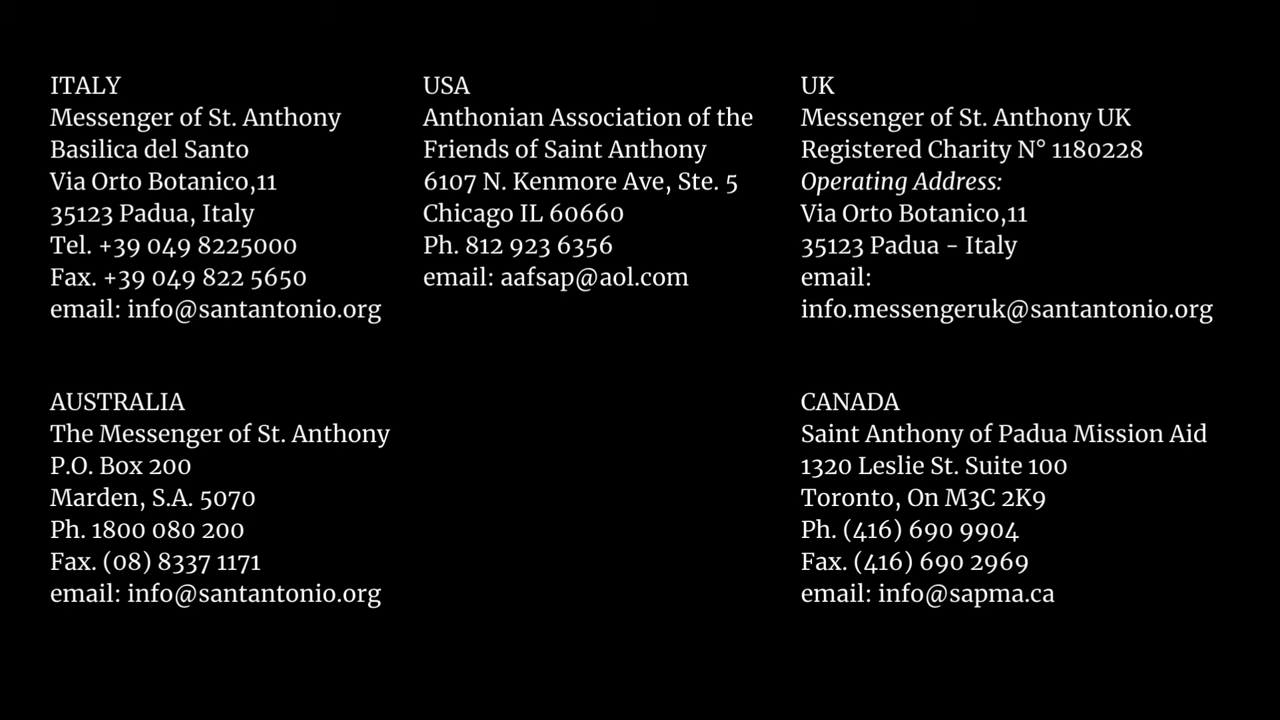 ITALY
Messenger of St. Anthony
Basilica del Santo
Via Orto Botanico,11
35123 Padua, Italy
Tel. +39 049 8225000
Fax. +39 049 822 5650
email: info@santantonio.org
USA
Anthonian Association of the
Friends of Saint Anthony
6107 N. Kenmore Ave, Ste. 5
Chicago IL 60660
Ph. 812 923 6356
email: aafsap@aol.com
UK
Messenger of St. Anthony UK
Registered Charity N° 1180228
Operating Address:
Via Orto Botanico,11
35123 Padua - Italy
email:
info.messengeruk@santantonio.org
AUSTRALIA
The Messenger of St. Anthony
P.O. Box 200
Marden, S.A. 5070
Ph. 1800 080 200
Fax. (08) 8337 1171
email: info@santantonio.org
CANADA
Saint Anthony of Padua Mission Aid
1320 Leslie St. Suite 100
Toronto, On M3C 2K9
Ph. (416) 690 9904
Fax. (416) 690 2969
email: info@sapma.ca